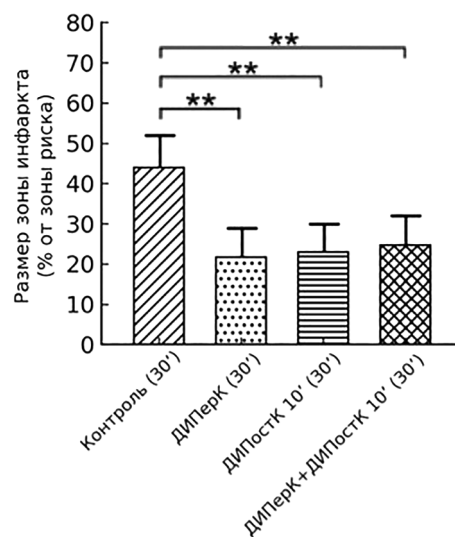 Размер зоны инфаркта
(% от зоны риска)
80
70
60
50
40
30
20
10
0
**
**
**
Контроль (30’)
ДИПерК (30’)
ДИПостК 10’ (30’)
ДИПерК+ДИПостК 10’ (30’)